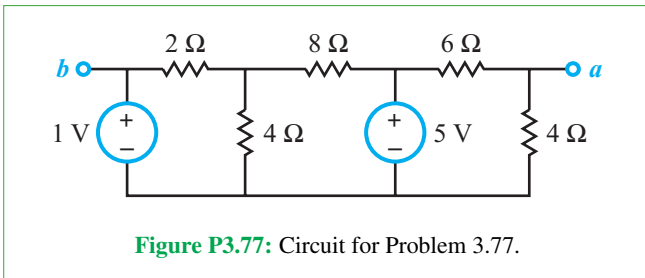 2 Ω 8 Ω 6 Ω
b a
+ +
1 V 4 Ω 5 V 4 Ω
− −
Figure P3.77: Circuit for Problem 3.77.